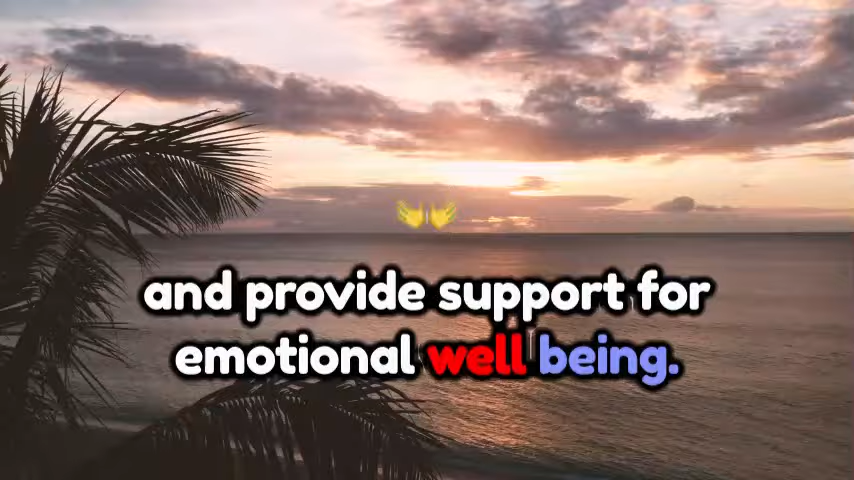 and provide support for
emotional well being.